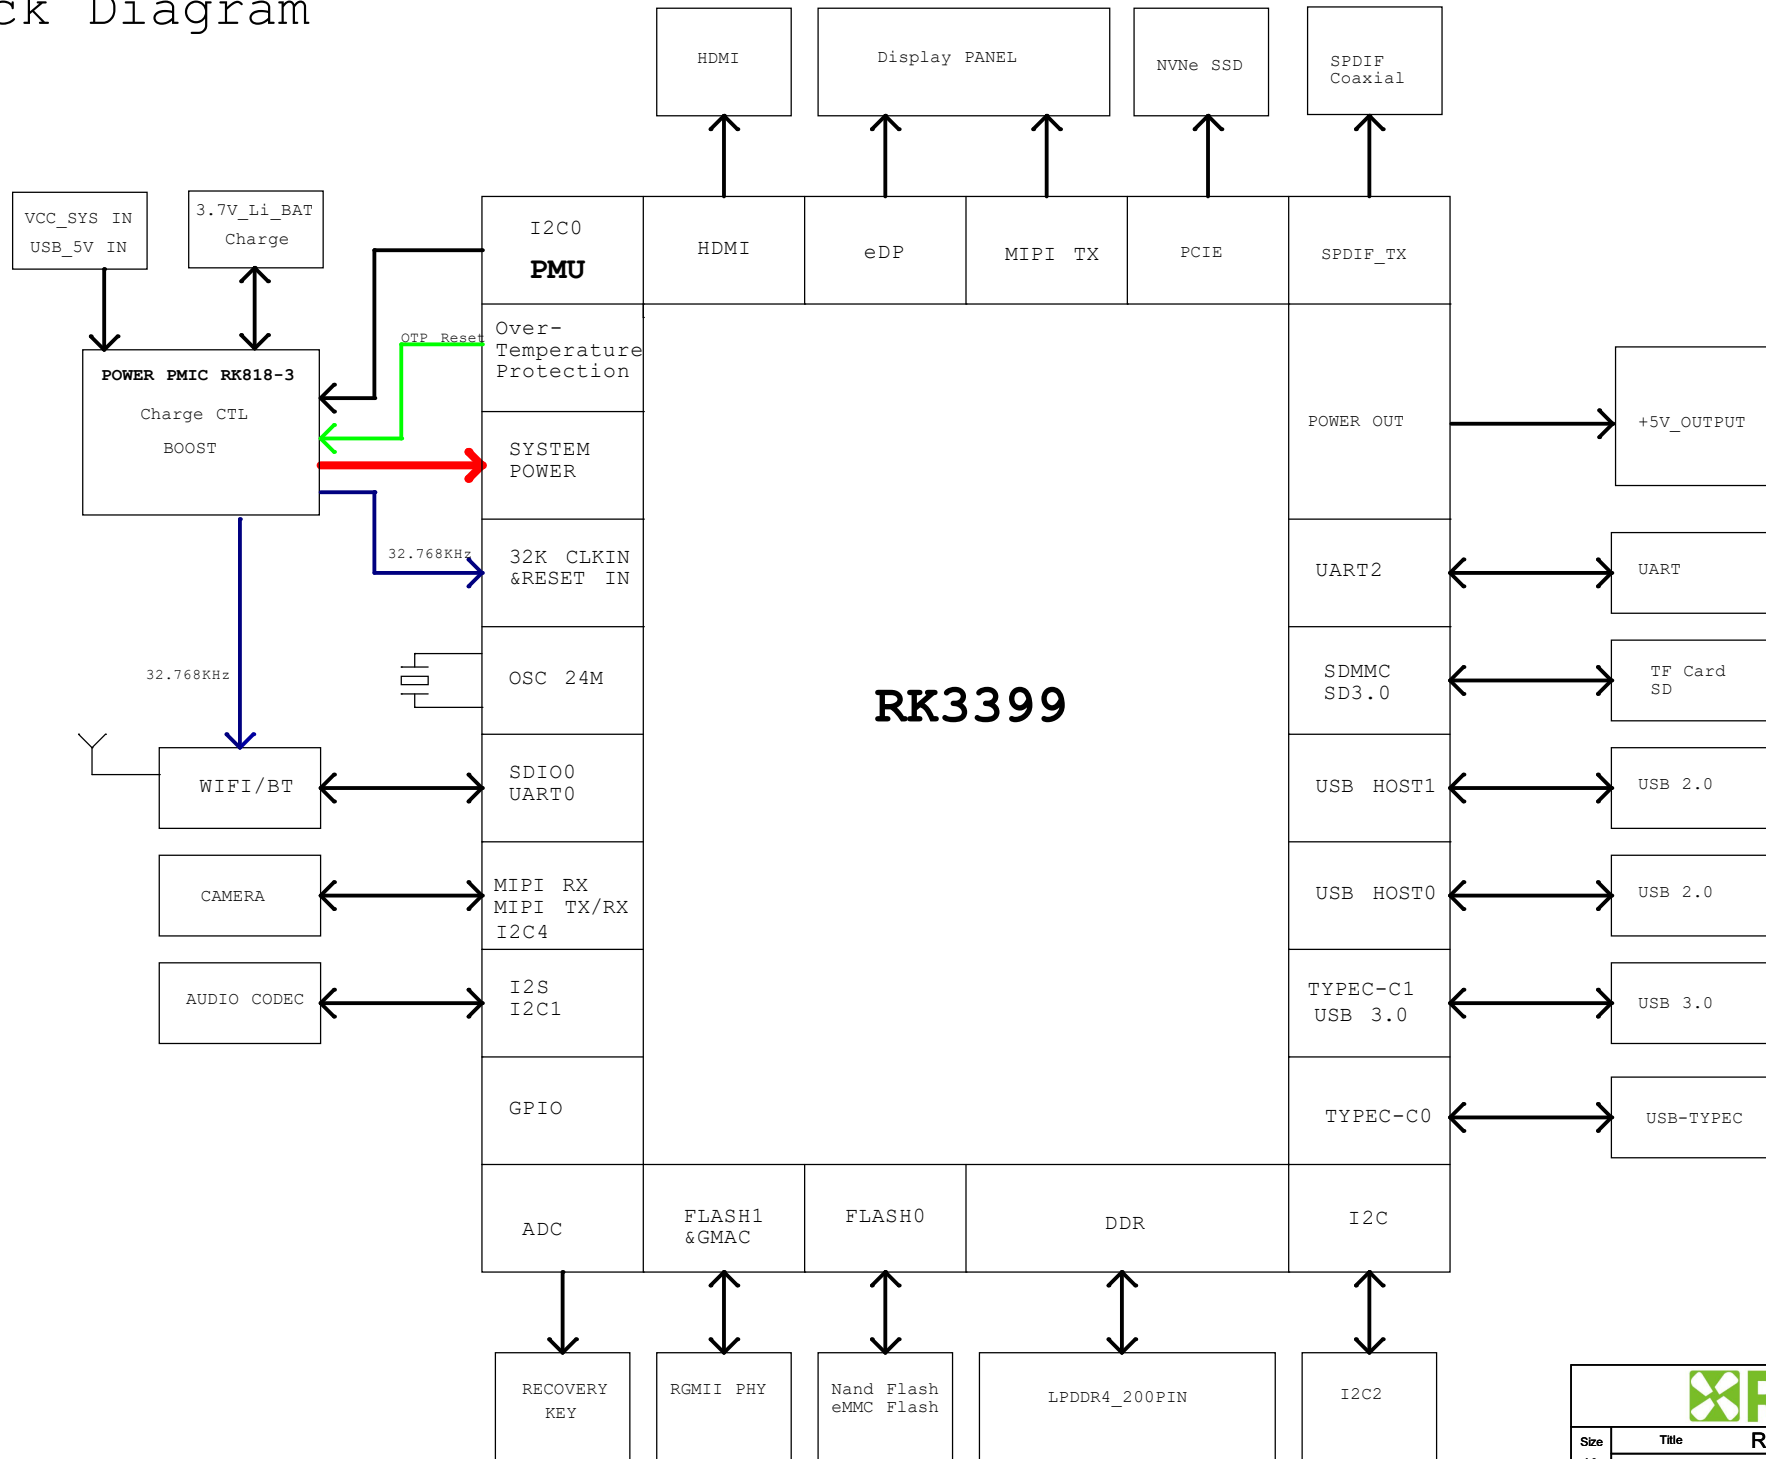 ck Diagram
HDMI
Display PANEL
NVNe SSD
SPDIF
Coaxial
VCC_SYS IN
USB_5V IN
3.7V_Li_BAT
Charge
I2C0
PMU
HDMI
eDP
MIPI TX
PCIE
SPDIF_TX
OTP Reset
Over-
Temperature
Protection
POWER PMIC RK818-3
Charge CTL
BOOST
SYSTEM
POWER
POWER OUT
+5V_OUTPUT
32.768KHz
32K CLKIN
&RESET IN
UART2
UART
32.768KHz
OSC 24M
RK3399
SDMMC
SD3.0
TF Card
SD
WIFI/BT
SDIO0
UART0
USB HOST1
USB 2.0
CAMERA
MIPI RX
MIPI TX/RX
I2C4
USB HOST0
USB 2.0
AUDIO CODEC
I2S
I2C1
TYPEC-C1
USB 3.0
USB 3.0
GPIO
TYPEC-C0
USB-TYPEC
ADC
FLASH1
&GMAC
FLASH0
DDR
I2C
RECOVERY
KEY
RGMII PHY
Nand Flash
eMMC Flash
LPDDR4_200PIN
I2C2
Size
Title